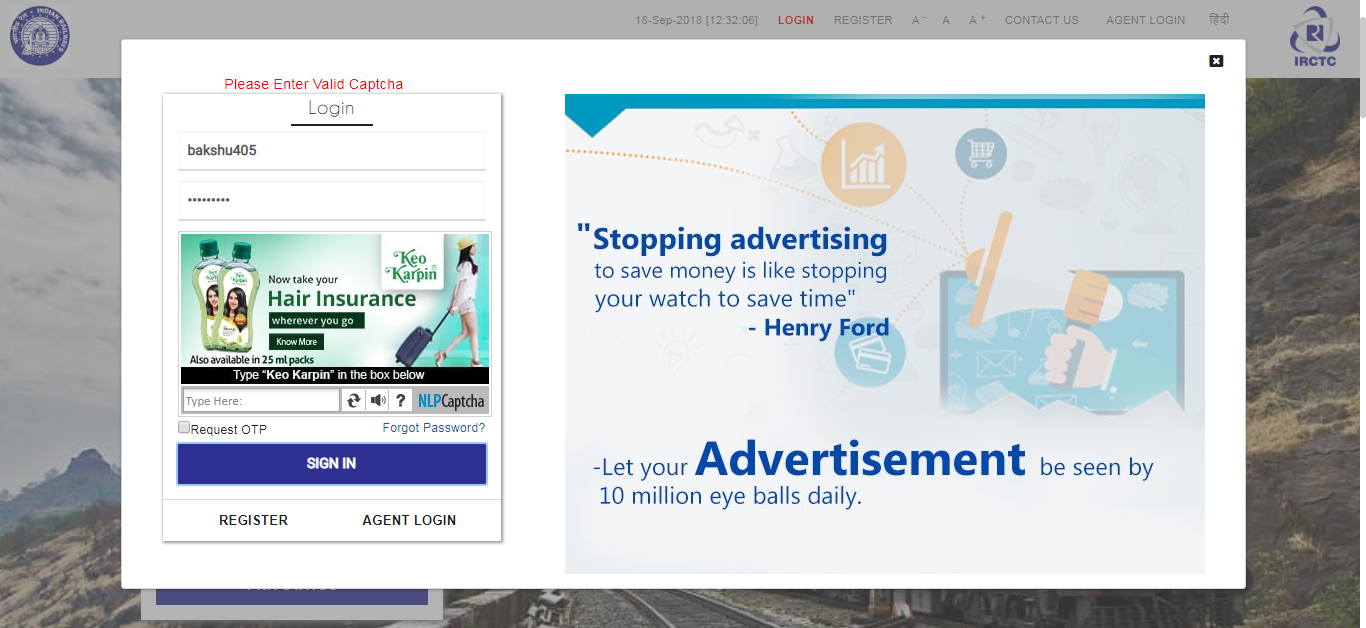 18-Sep-2018 [12:32:06] LOGIN REGISTER A - A A + CONTACT US AGENT LOGIN हिंदी
INDIAN RAILWAYS
IRCTC
Please Enter Valid Captcha
Login
bakshu405
•••••••••
Keo
Karpin
Now take your
Hair Insurance
wherever you go
Know More
Also available in 25 ml packs
Type “Keo Karpin” in the box below
Type Here: ? NLPCaptcha
Request OTP Forgot Password?
SIGN IN
REGISTER AGENT LOGIN
"Stopping advertising
to save money is like stopping
your watch to save time"
- Henry Ford
-Let your Advertisement be seen by
10 million eye balls daily.